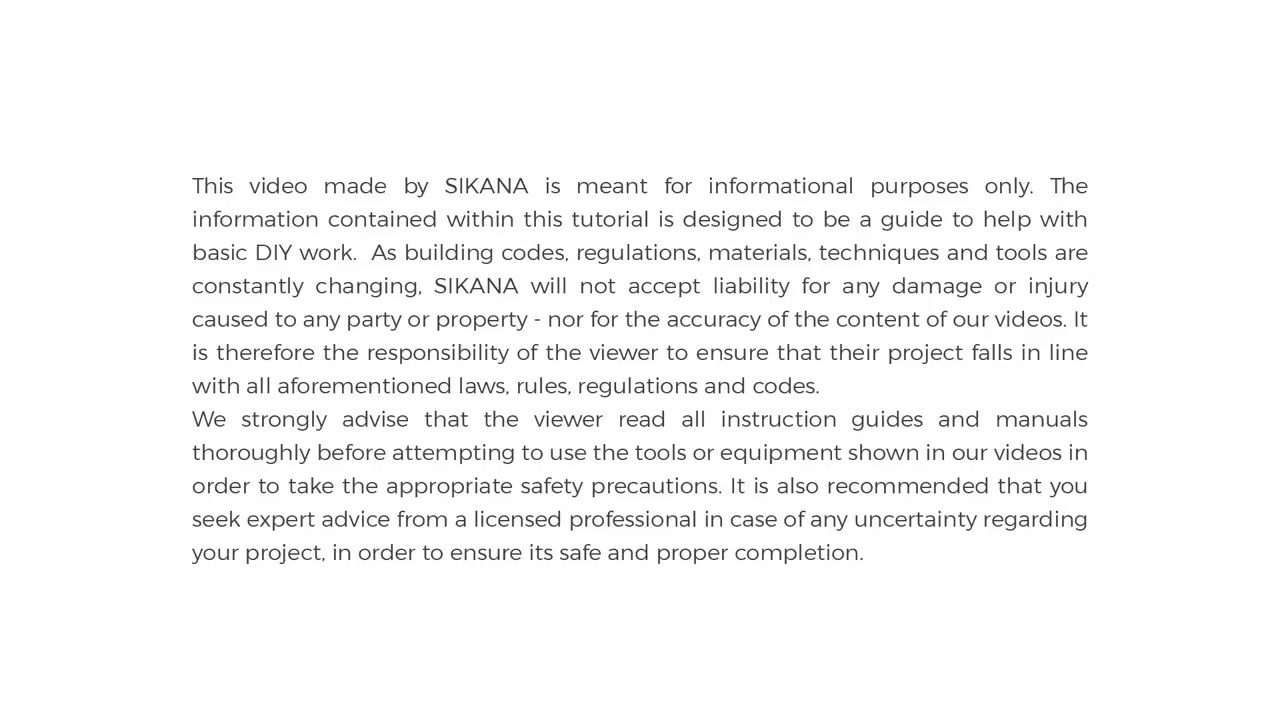 This video made by SIKANA is meant for informational purposes only. The
information contained within this tutorial is designed to be a guide to help with
basic DIY work.  As building codes, regulations, materials, techniques and tools are
constantly changing, SIKANA will not accept liability for any damage or injury
caused to any party or property - nor for the accuracy of the content of our videos. It
is therefore the responsibility of the viewer to ensure that their project falls in line
with all aforementioned laws, rules, regulations and codes.
We strongly advise that the viewer read all instruction guides and manuals
thoroughly before attempting to use the tools or equipment shown in our videos in
order to take the appropriate safety precautions. It is also recommended that you
seek expert advice from a licensed professional in case of any uncertainty regarding
your project, in order to ensure its safe and proper completion.